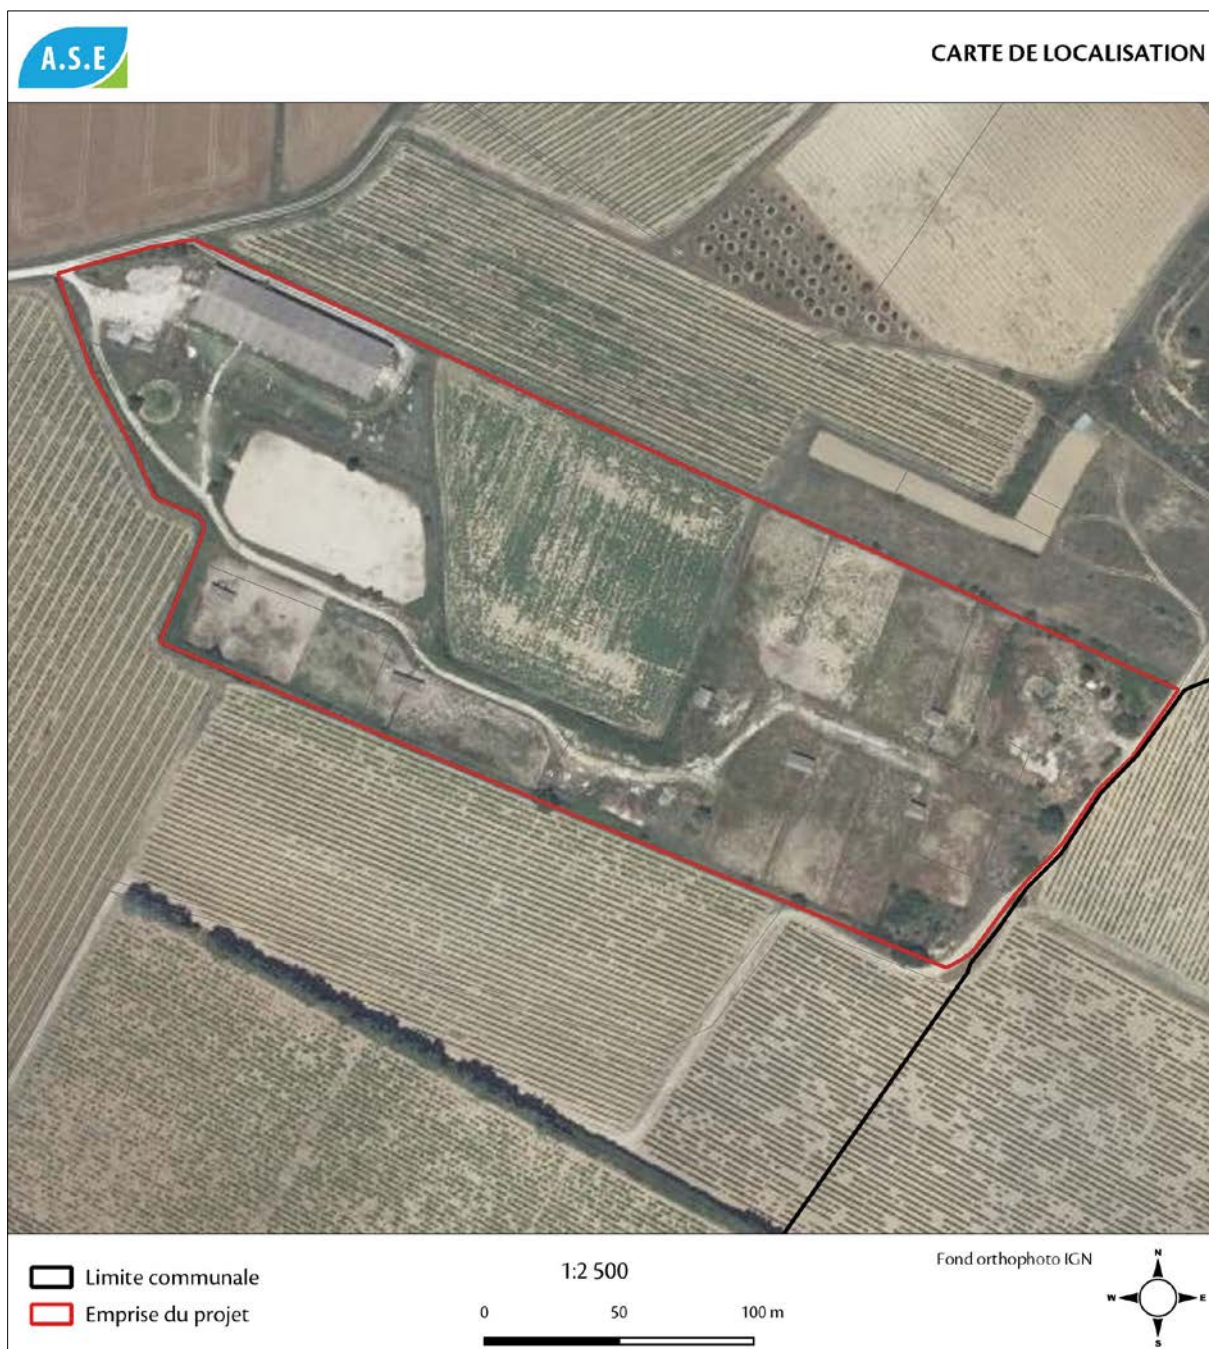 A.S.E
CARTE DE LOCALISATION
Limite communale
Emprise du projet
1:2 500
0 50 100 m
Fond orthophoto IGN
N
W E
S